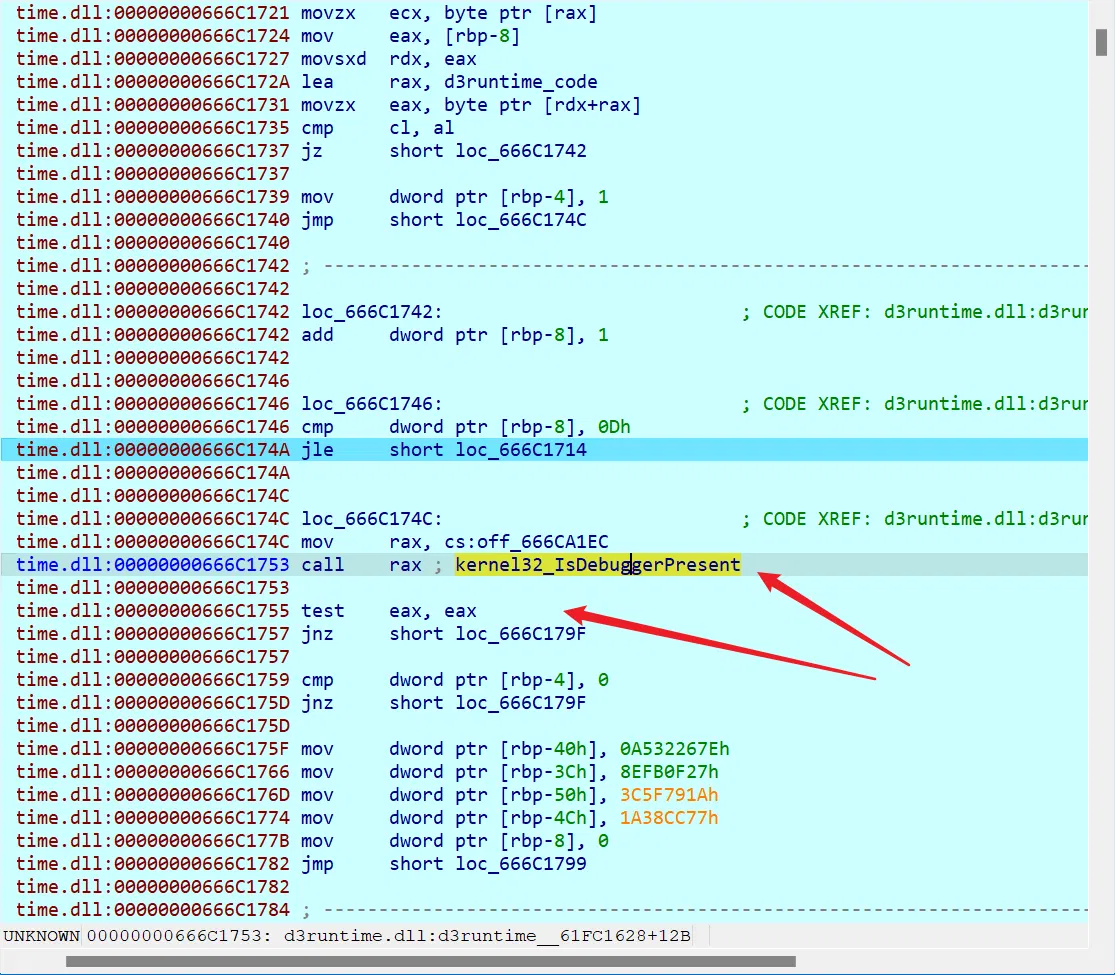 time.dll:00000000666C1721 movzx   ecx, byte ptr [rax]
time.dll:00000000666C1724 mov     eax, [rbp-8]
time.dll:00000000666C1727 movsxd  rdx, eax
time.dll:00000000666C172A lea     rax, d3runtime_code
time.dll:00000000666C1731 movzx   eax, byte ptr [rdx+rax]
time.dll:00000000666C1735 cmp     cl, al
time.dll:00000000666C1737 jz      short loc_666C1742
time.dll:00000000666C1737
time.dll:00000000666C1739 mov     dword ptr [rbp-4], 1
time.dll:00000000666C1740 jmp     short loc_666C174C
time.dll:00000000666C1740
time.dll:00000000666C1742 ; ---------------------------------------------------------------------------
time.dll:00000000666C1742
time.dll:00000000666C1742 loc_666C1742:                           ; CODE XREF: d3runtime.dll:d3rur
time.dll:00000000666C1742 add     dword ptr [rbp-8], 1
time.dll:00000000666C1742
time.dll:00000000666C1746
time.dll:00000000666C1746 loc_666C1746:                           ; CODE XREF: d3runtime.dll:d3rur
time.dll:00000000666C1746 cmp     dword ptr [rbp-8], 0Dh
time.dll:00000000666C174A jle     short loc_666C1714
time.dll:00000000666C174A
time.dll:00000000666C174C
time.dll:00000000666C174C loc_666C174C:                           ; CODE XREF: d3runtime.dll:d3rur
time.dll:00000000666C174C mov     rax, cs:off_666CA1EC
time.dll:00000000666C1753 call    rax ; kernel32_IsDebuggerPresent
time.dll:00000000666C1753
time.dll:00000000666C1755 test    eax, eax
time.dll:00000000666C1757 jnz     short loc_666C179F
time.dll:00000000666C1757
time.dll:00000000666C1759 cmp     dword ptr [rbp-4], 0
time.dll:00000000666C175D jnz     short loc_666C179F
time.dll:00000000666C175D
time.dll:00000000666C175F mov     dword ptr [rbp-40h], 0A532267Eh
time.dll:00000000666C1766 mov     dword ptr [rbp-3Ch], 8EFB0F27h
time.dll:00000000666C176D mov     dword ptr [rbp-50h], 3C5F791Ah
time.dll:00000000666C1774 mov     dword ptr [rbp-4Ch], 1A38CC77h
time.dll:00000000666C177B mov     dword ptr [rbp-8], 0
time.dll:00000000666C1782 jmp     short loc_666C1799
time.dll:00000000666C1782
time.dll:00000000666C1784 ; ---------------------------------------------------------------------------
UNKNOWN 00000000666C1753: d3runtime.dll:d3runtime__61FC1628+12B